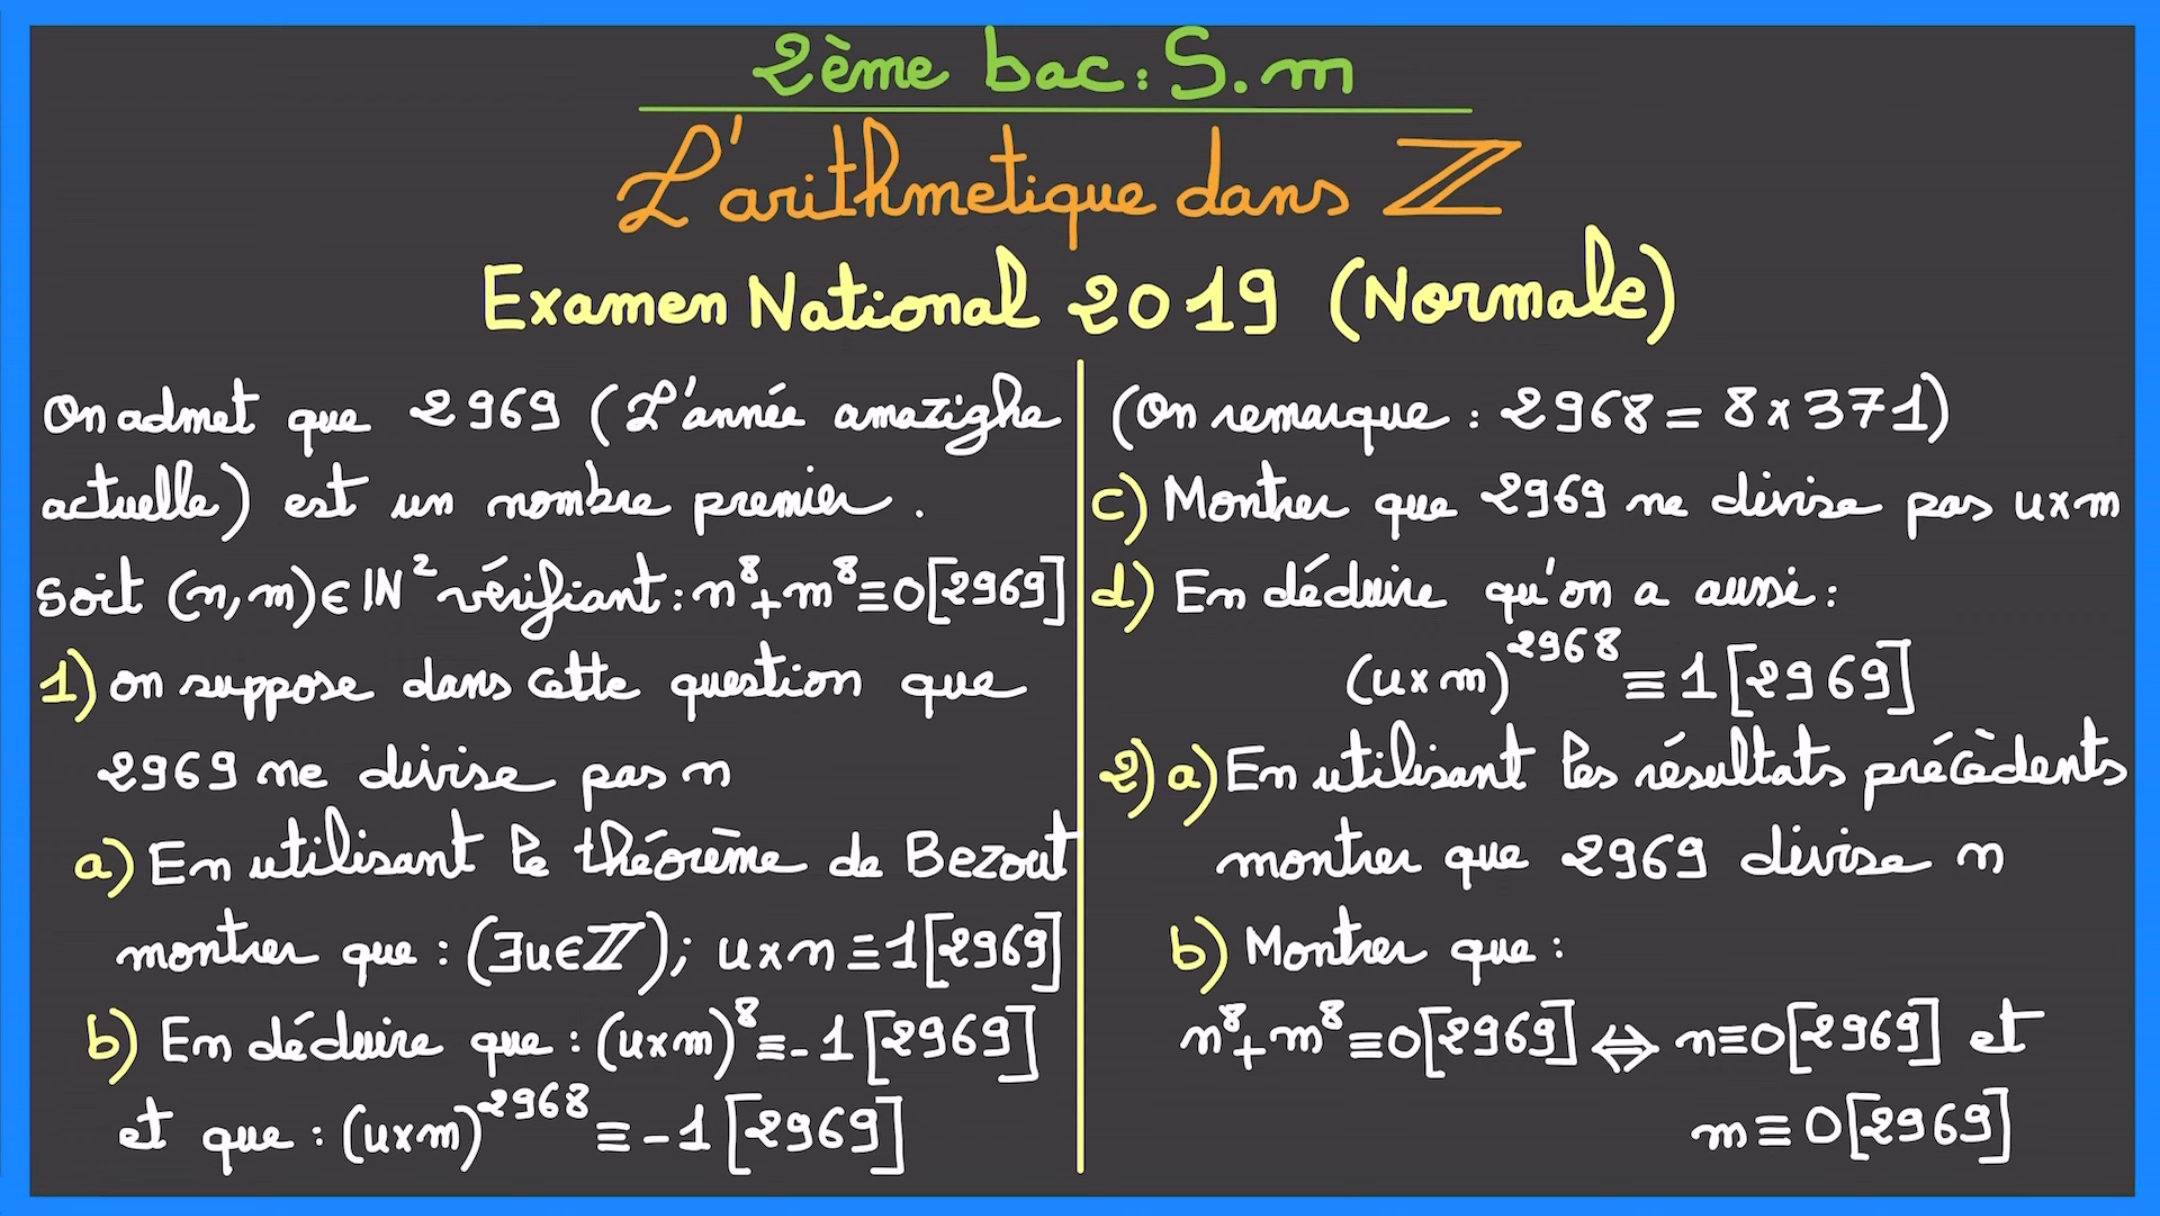 2ème bac: S.m
L'arithmetique dans ℤ
Examen National 2019 (Normale)
On admet que 2969 (L'année amazighe
actuelle) est un nombre premier.
Soit (n,m)∈ℕ² vérifiant: n⁸+m⁸≡0[2969]
1) on suppose dans cette question que
2969 ne divise pas n
a) En utilisant le théorème de Bezout
montrer que : (∃u∈ℤ); u×n≡1[2969]
b) En déduire que : (u×m)⁸≡-1[2969]
et que : (u×m)²⁹⁶⁸≡-1[2969]
(On remarque : 2968=8×371)
c) Montrer que 2969 ne divise pas u×m
d) En déduire qu'on a aussi:
(u×m)²⁹⁶⁸≡1[2969]
2) a) En utilisant les résultats précèdents
montrer que 2969 divise n
b) Montrer que :
n⁸+m⁸≡0[2969]⇔n≡0[2969] et
m≡0[2969]